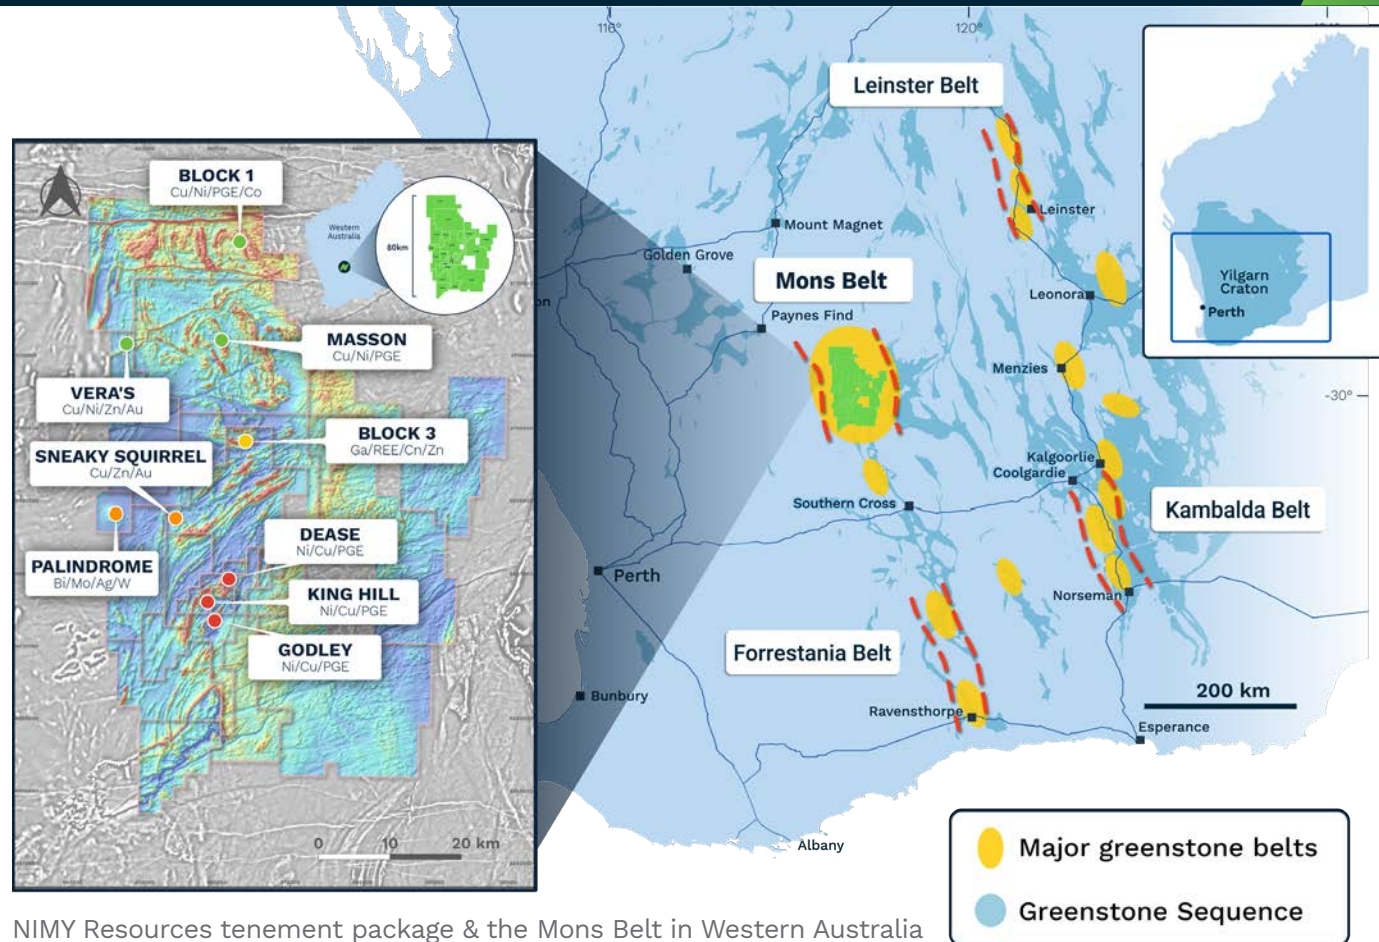 116°
120°
Leinster Belt
Leinster
Mount Magnet
Golden Grove
Mons Belt
Leonora
Paynes Find
Menzies
-30°
Kalgoorlie
Coolgardie
Southern Cross
Kambalda Belt
Perth
Norseman
Forrestania Belt
Bunbury
Ravensthorpe
200 km
Esperance
Albany
Yilgarn
Craton
Perth
BLOCK 1
Cu/Ni/PGE/Co
Western
Australia
80km
MASSON
Cu/Ni/PGE
VERA'S
Cu/Ni/Zn/Au
BLOCK 3
Ga/REE/Cn/Zn
SNEAKY SQUIRREL
Cu/Zn/Au
DEASE
Ni/Cu/PGE
PALINDROME
Bi/Mo/Ag/W
KING HILL
Ni/Cu/PGE
GODLEY
Ni/Cu/PGE
0 10 20 km
Major greenstone belts
Greenstone Sequence
NIMY Resources tenement package & the Mons Belt in Western Australia